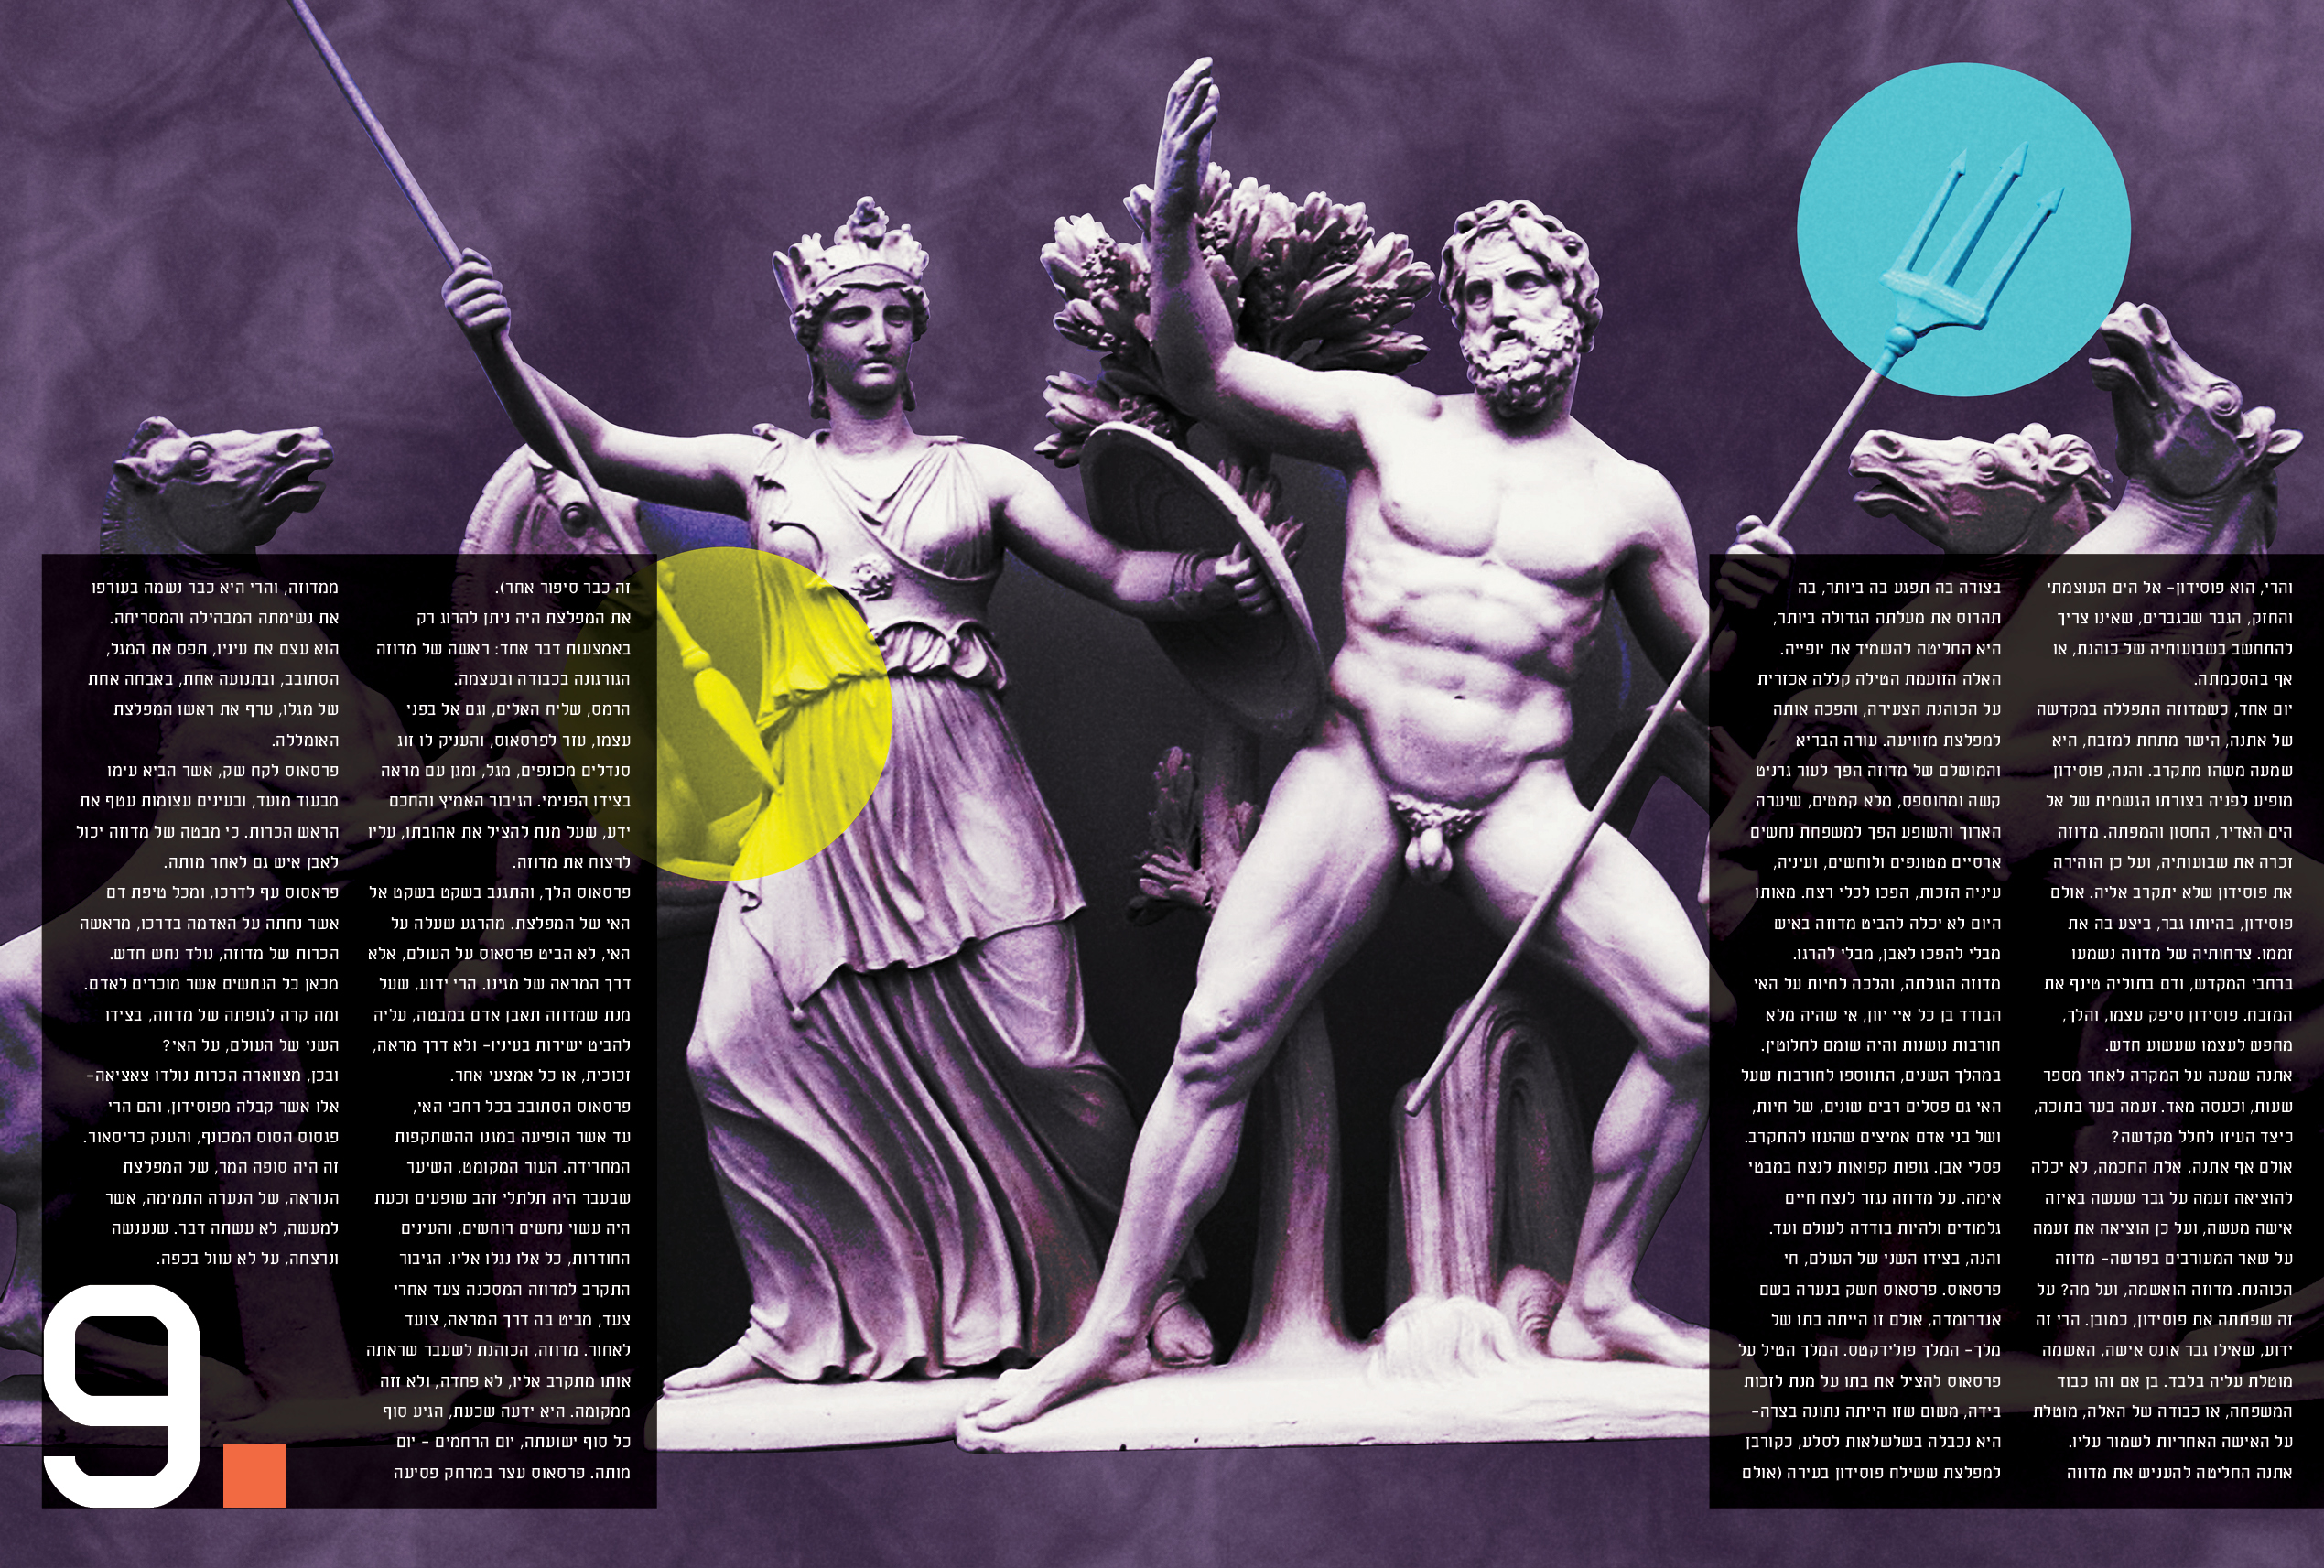 והרי, הוא פוסידון- אל הים העוצמתי
והחזק, הגבר שבגברים, שאינו צריך
להתחשב בשבועותיה של כוהנת, או
אף בהסכמתה.
יום אחד, כשמדוזה התפללה במקדשה
של אתנה, הישר מתחת למזבח, היא
שמעה משהו מתקרב. והנה, פוסידון
מופיע לפניה בצורתו הגשמית של אל
הים האדיר, החסון והמפתה. מדוזה
זכרה את שבועותיה, ועל כן הזהירה
את פוסידון שלא יתקרב אליה. אולם
פוסידון, בהיותו גבר, ביצע בה את
זממו. צרחותיה של מדוזה נשמעו
ברחבי המקדש, ודם בתוליה טינף את
המזבח. פוסידון סיפק עצמו, והלך,
מחפש לעצמו שעשוע חדש.
אתנה שמעה על המקרה לאחר מספר
שעות, וכעסה מאד. זעמה בער בתוכה,
כיצד העיזו לחלל מקדשה?
אולם אף אתנה, אלת החכמה, לא יכלה
להוציאה זעמה על גבר שעשה באיזה
אישה מעשה, ועל כן הוציאה את זעמה
על שאר המעורבים בפרשה- מדוזה
הכוהנת. מדוזה הואשמה, ועל מה? על
זה שפתתה את פוסידון, כמובן. הרי זה
ידוע, שאילו גבר אונס אישה, האשמה
מוטלת עליה בלבד. בן אם זהו כבוד
המשפחה, או כבודה של האלה, מוטלת
על האישה האחריות לשמור עליו.
אתנה החליטה להעניש את מדוזה
בצורה בה תפגע בה ביותר, בה
תהרוס את מעלתה הגדולה ביותר,
היא החליטה להשמיד את יופייה.
האלה הזועמת הטילה קללה אכזרית
על הכוהנת הצעירה, והפכה אותה
למפלצת מזוויעה. עורה הבריא
והמושלם של מדוזה הפך לעור גרניט
קשה ומחוספס, מלא קמטים, שיערה
הארוך והשופע הפך למשפחת נחשים
ארסיים מטונפים ולוחשים, ועיניה,
עיניה הזכות, הפכו לכלי רצח. מאותו
היום לא יכלה להביט מדוזה באיש
מבלי להפכו לאבן, מבלי להרגו.
מדוזה הוגלתה, והלכה לחיות על האי
הבודד בן כל איי יוון, אי שהיה מלא
חורבות נושנות והיה שומם לחלוטין.
במהלך השנים, התווספו לחורבות שעל
האי גם פסלים רבים שונים, של חיות,
ושל בני אדם אמיצים שהעזו להתקרב.
פסלי אבן. גופות קפואות לנצח במבטי
אימה. על מדוזה נגזר לנצח חיים
גלמודים ולהיות בודדה לעולם ועד.
והנה, בצידו השני של העולם, חי
פרסאוס. פרסאוס חשק בנערה בשם
אנדרומדה, אולם זו הייתה בתו של
מלך- המלך פולידקטס. המלך הטיל על
פרסאוס להציל את בתו על מנת לזכות
בידה, משום שזו הייתה נתונה בצרה-
היא נכבלה בשלשלאות לסלע, כקורבן
למפלצת ששילח פוסידון בעירה (אולם
זה כבר סיפור אחר).
את המפלצת היה ניתן להרוג רק
באמצעות דבר אחד: ראשה של מדוזה
הגורגונה בכבודה ובעצמה.
הרמס, שליח האלים, וגם אל בפני
עצמו, עזר לפרסאוס, והעניק לו זוג
סנדלים מכונפים, מגל, ומגן עם מראה
בצידו הפנימי. הגיבור האמיץ והחכם
ידע, שעל מנת להציל את אהובתו, עליו
לרצוח את מדוזה.
פרסאוס הלך, והתגנב בשקט בשקט אל
האי של המפלצת. מהרגע שעלה על
האי, לא הביט פרסאוס על העולם, אלא
דרך המראה של מגינו. הרי ידוע, שעל
מנת שמדוזה תאבן אדם במבטה, עליה
להביט ישירות בעיניו- ולא דרך מראה,
זכוכית, או כל אמצעי אחר.
פרסאוס הסתובב בכל רחבי האי,
עד אשר הופיעה במגנו ההשתקפות
המחרידה. העור המקומט, השיער
שבעבר היה תלתלי זהב שופעים וכעת
היה עשוי נחשים רוחשים, והעינים
החודרות, כל אלו נגלו אליו. הגיבור
התקרב למדוזה המסכנה צעד אחרי
צעד, מביט בה דרך המראה, צועד
לאחור. מדוזה, הכוהנת לשעבר שראתה
אותו מתקרב אליו, לא פחדה, ולא זזה
ממקומה. היא ידעה שכעת, הגיע סוף
כל סוף ישועתה, יום הרחמים - יום
מותה. פרסאוס עצר במרחק פסיעה
ממדוזה, והרי היא כבר נשמה בעורפו
את נשימתה המבהילה והמסריחה.
הוא עצם את עיניו, תפס את המגל,
הסתובב, ובתנועה אחת, באבחה אחת
של מגלו, ערף את ראשו המפלצת
האומללה.
פרסאוס לקח שק, אשר הביא עימו
מבעוד מועד, ובעינים עצומות עטף את
הראש הכרות. כי מבטה של מדוזה יכול
לאבן איש גם לאחר מותה.
פראסוס עף לדרכו, ומכל טיפת דם
אשר נחתה על האדמה בדרכו, מראשה
הכרות של מדוזה, נולד נחש חדש.
מכאן כל הנחשים אשר מוכרים לאדם.
ומה קרה לגופתה של מדוזה, בצידו
השני של העולם, על האי?
ובכן, מצווארה הכרות נולדו צאציאה-
אלו אשר קבלה מפוסידון, והם הרי
פגסוס הסוס המכונף, והענק כריסאור.
זה היה סופה המר, של המפלצת
הנוראה, של הנערה התמימה, אשר
למעשה, לא עשתה דבר. שנענשה
ונרצחה, על לא עוול בכפה.
9.